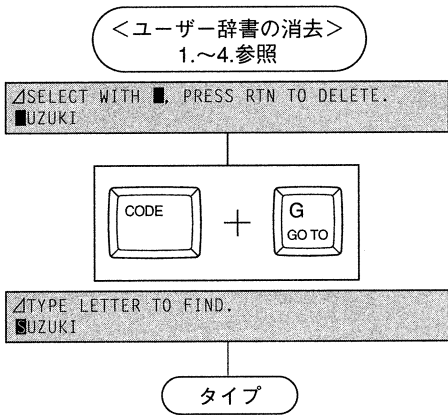 <ユーザー辞書の消去>
1.~4.参照
⊿SELECT WITH ■, PRESS RTN TO DELETE.
■UZUKI
CODE
+
G
GO TO
⊿TYPE LETTER TO FIND.
SUZUKI
タイプ